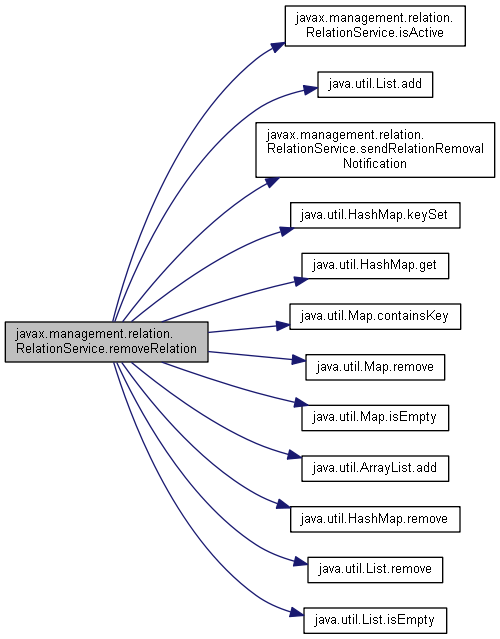 javax.management.relation.
RelationService.isActive
java.util.List.add
javax.management.relation.
RelationService.sendRelationRemoval
Notification
java.util.HashMap.keySet
java.util.HashMap.get
java.util.Map.containsKey
javax.management.relation.
RelationService.removeRelation
java.util.Map.remove
java.util.Map.isEmpty
java.util.ArrayList.add
java.util.HashMap.remove
java.util.List.remove
java.util.List.isEmpty